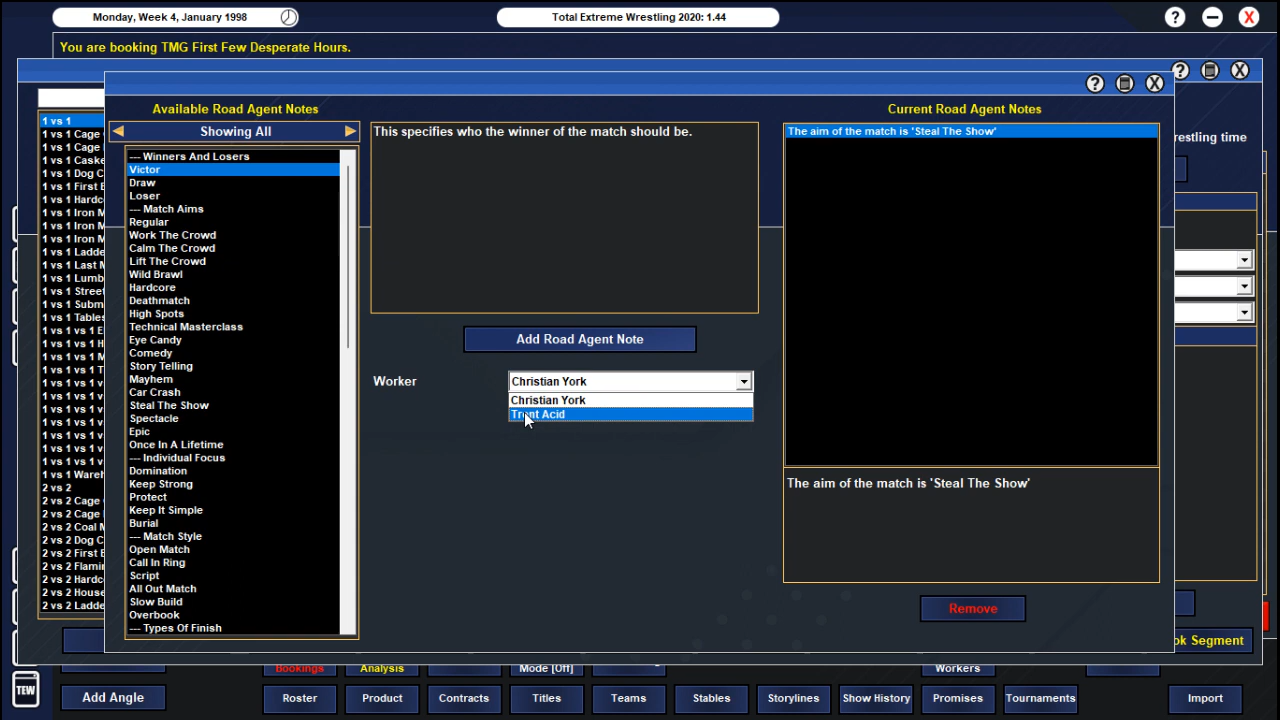 Monday, Week 4, January 1998
Total Extreme Wrestling 2020: 1.44
?
X
You are booking TMG First Few Desperate Hours.
?
X
?
X
Available Road Agent Notes
Showing All
--- Winners And Losers
Victor
Draw
Loser
--- Match Aims
Regular
Work The Crowd
Calm The Crowd
Lift The Crowd
Wild Brawl
Hardcore
Deathmatch
High Spots
Technical Masterclass
Eye Candy
Comedy
Story Telling
Mayhem
Car Crash
Steal The Show
Spectacle
Epic
Once In A Lifetime
--- Individual Focus
Domination
Keep Strong
Protect
Keep It Simple
Burial
--- Match Style
Open Match
Call In Ring
Script
All Out Match
Slow Build
Overbook
--- Types Of Finish
This specifies who the winner of the match should be.
Add Road Agent Note
Worker
Christian York
Christian York
Trent Acid
Current Road Agent Notes
The aim of the match is 'Steal The Show'
The aim of the match is 'Steal The Show'
Remove
1 vs 1
1 vs 1 Cage
1 vs 1 Cage
1 vs 1 Caske
1 vs 1 Dog C
1 vs 1 First B
1 vs 1 Hardc
1 vs 1 Iron M
1 vs 1 Iron M
1 vs 1 Iron M
1 vs 1 Ladde
1 vs 1 Last M
1 vs 1 Lumb
1 vs 1 Street
1 vs 1 Subm
1 vs 1 Tables
1 vs 1 vs 1 E
1 vs 1 vs 1 H
1 vs 1 vs 1 M
1 vs 1 vs 1 T
1 vs 1 vs 1 v
1 vs 1 vs 1 v
1 vs 1 vs 1 v
1 vs 1 vs 1 v
1 vs 1 vs 1 v
1 vs 1 vs 1 v
1 vs 1 vs 1 v
1 vs 1 Wareh
2 vs 2
2 vs 2 Cage
2 vs 2 Cage
2 vs 2 Coal M
2 vs 2 Dog C
2 vs 2 First E
2 vs 2 Flamin
2 vs 2 Hardc
2 vs 2 House
2 vs 2 Ladde
restling time
ok Segment
Bookings
Analysis
Mode [Off]
Workers
TEW
Add Angle
Roster
Product
Contracts
Titles
Teams
Stables
Storylines
Show History
Promises
Tournaments
Import